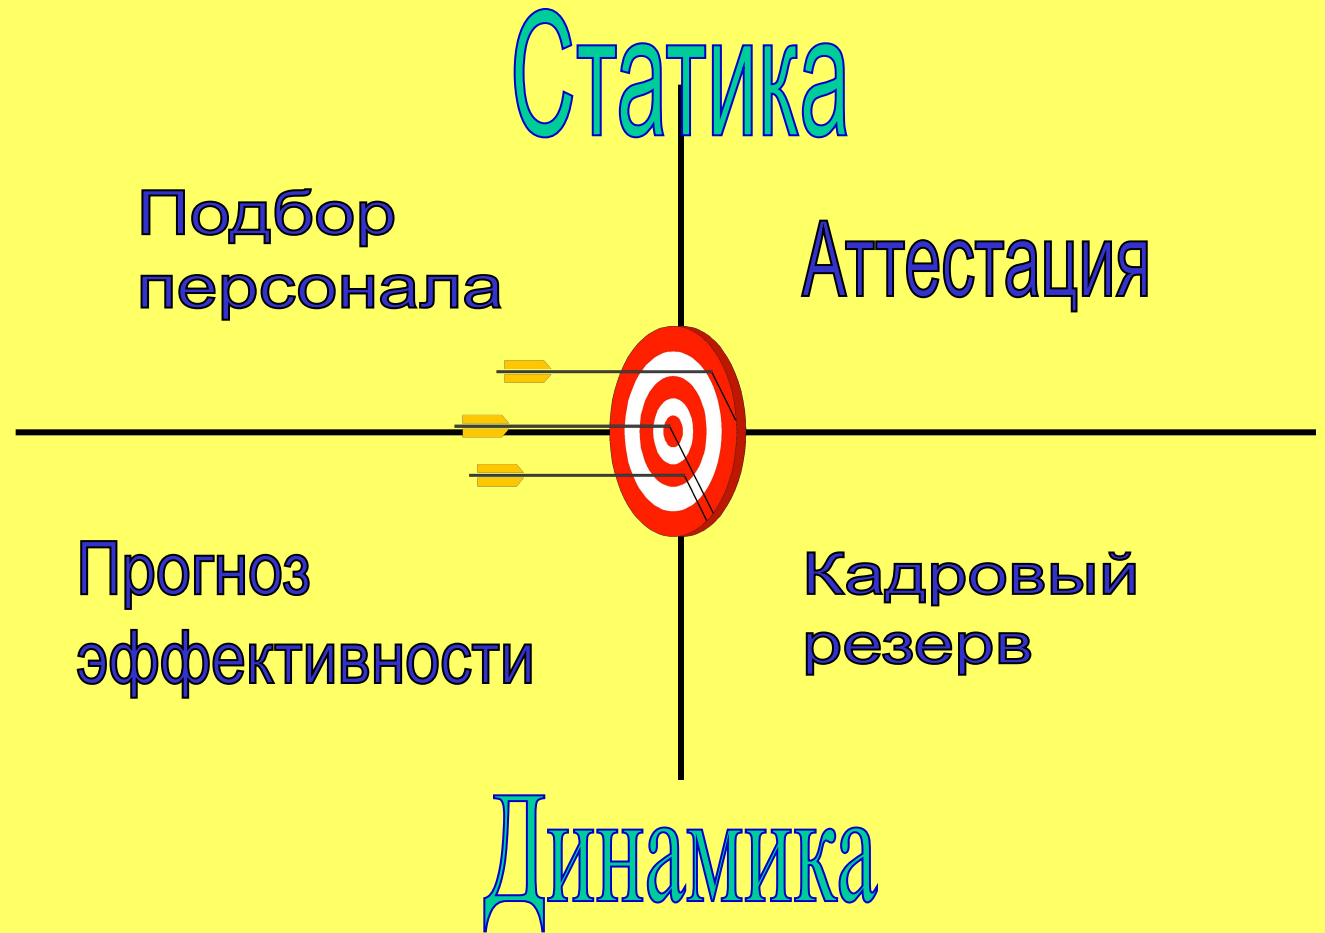 Статика
Подбор
персонала
Аттестация
Прогноз
эффективности
Кадровый
резерв
Динамика